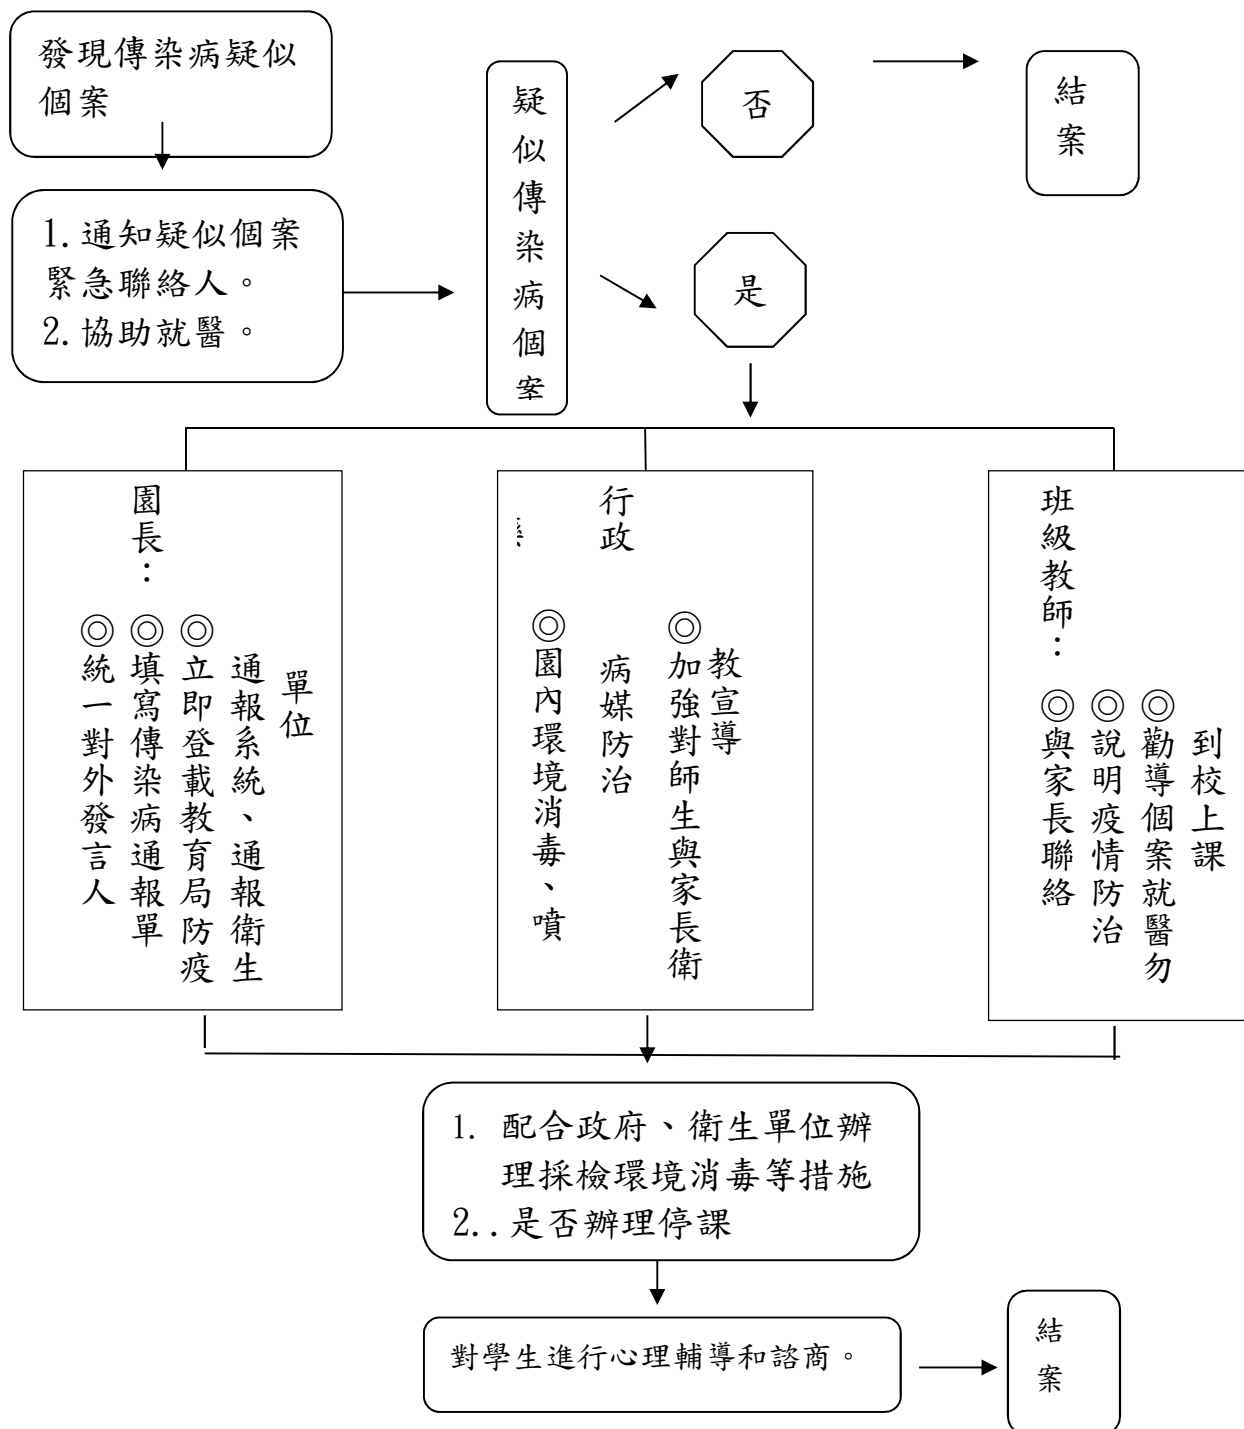 發現傳染病疑似
個案
1.通知疑似個案
緊急聯絡人。
2.協助就醫。
疑似傳染病個案
否
結案
是
園長：
◎統一對外發言人
◎填寫傳染病通報單
◎立即登載教育局防疫
通報系統、通報衛生
單位
行政
◎園內環境消毒、噴
病媒防治
◎加強對師生與家長衛
教宣導
班級教師：
◎與家長聯絡
◎說明疫情防治
◎勸導個案就醫勿
到校上課
1. 配合政府、衛生單位辦
理採檢環境消毒等措施
2..是否辦理停課
對學生進行心理輔導和諮商。
結案